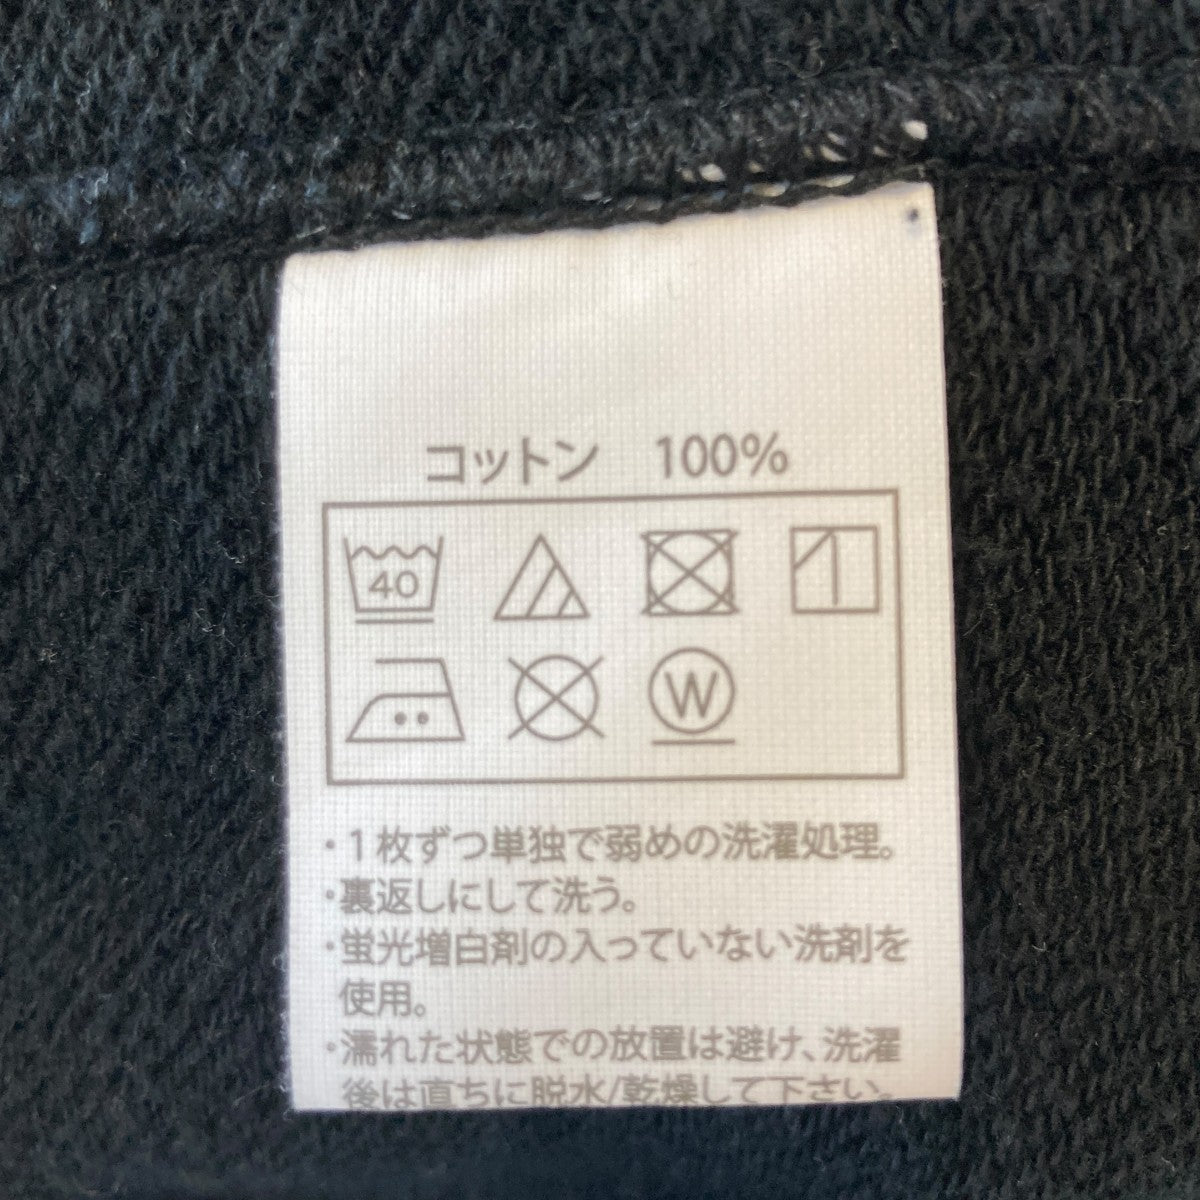 コットン　100%
40
W
・１枚ずつ単独で弱めの洗濯処理。
・裏返しにして洗う。
・蛍光増白剤の入っていない洗剤を
使用。
・濡れた状態での放置は避け、洗濯
後は直ちに脱水/乾燥して下さい。